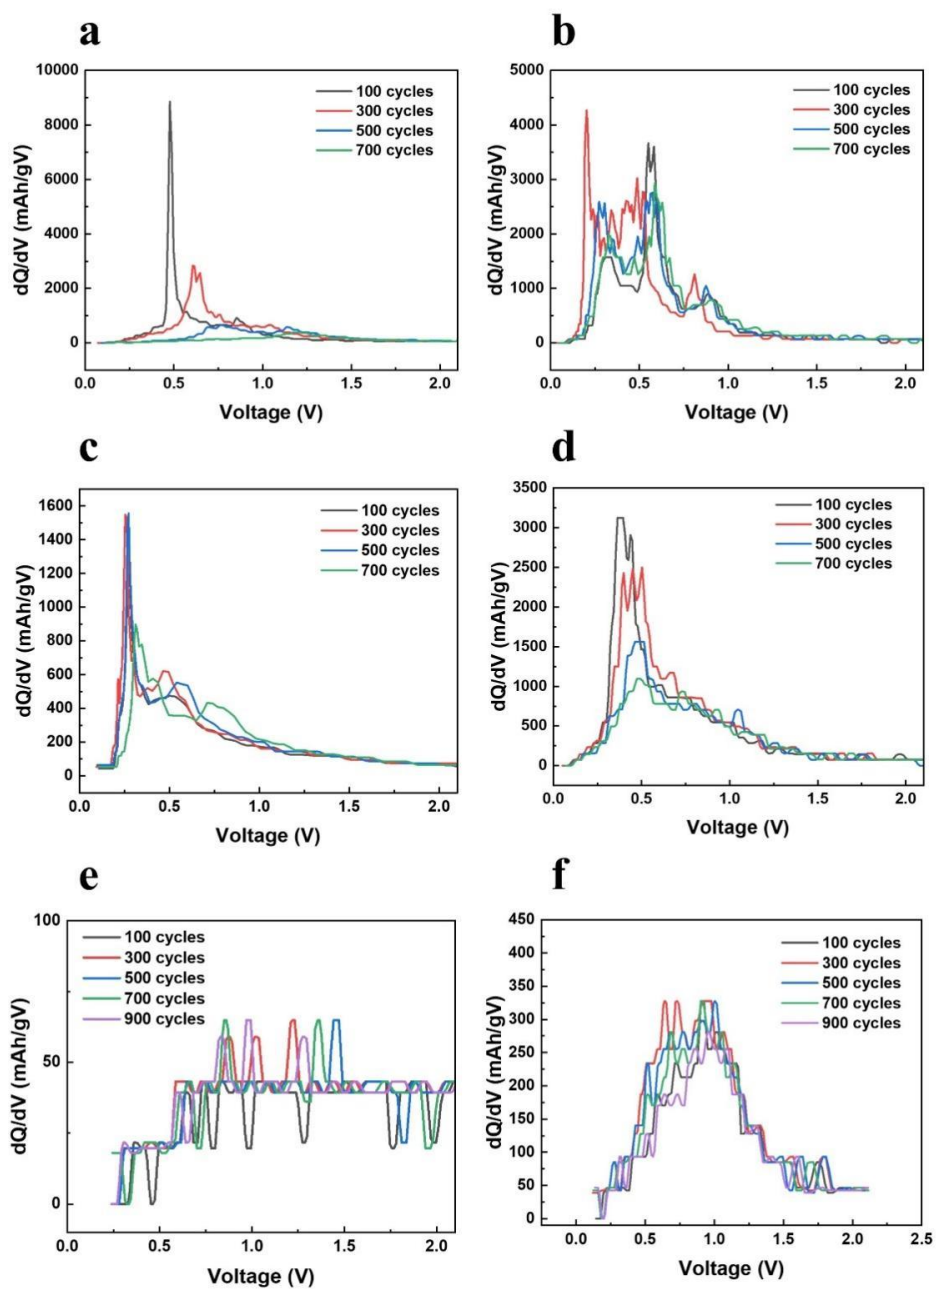 a
10000
8000
6000
4000
2000
0
dQ/dV (mAh/gV)
100 cycles
300 cycles
500 cycles
700 cycles
0.0 0.5 1.0 1.5 2.0
Voltage (V)
b
5000
4000
3000
2000
1000
0
dQ/dV (mAh/gV)
100 cycles
300 cycles
500 cycles
700 cycles
0.0 0.5 1.0 1.5 2.0
Voltage (V)
c
1600
1400
1200
1000
800
600
400
200
0
dQ/dV (mAh/gV)
100 cycles
300 cycles
500 cycles
700 cycles
0.0 0.5 1.0 1.5 2.0
Voltage (V)
d
3500
3000
2500
2000
1500
1000
500
0
dQ/dV (mAh/gV)
100 cycles
300 cycles
500 cycles
700 cycles
0.0 0.5 1.0 1.5 2.0
Voltage (V)
e
100
50
0
dQ/dV (mAh/gV)
100 cycles
300 cycles
500 cycles
700 cycles
900 cycles
0.0 0.5 1.0 1.5 2.0
Voltage (V)
f
450
400
350
300
250
200
150
100
50
0
dQ/dV (mAh/gV)
100 cycles
300 cycles
500 cycles
700 cycles
900 cycles
0.0 0.5 1.0 1.5 2.0 2.5
Voltage (V)